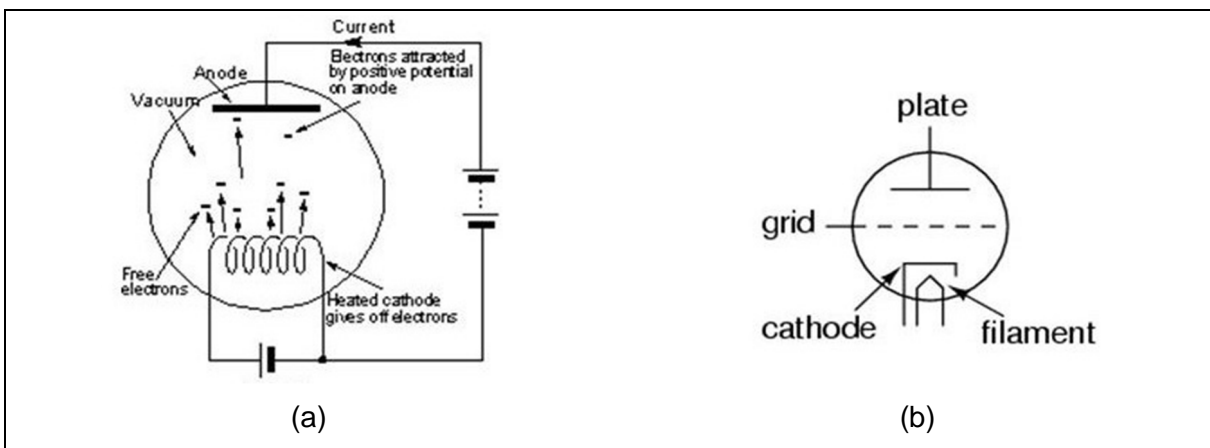 Current
Electrons attracted
by positive potential
on anode
Anode
Vacuum
Free
electrons
Heated cathode
gives off electrons
(a)
plate
grid
cathode
filament
(b)